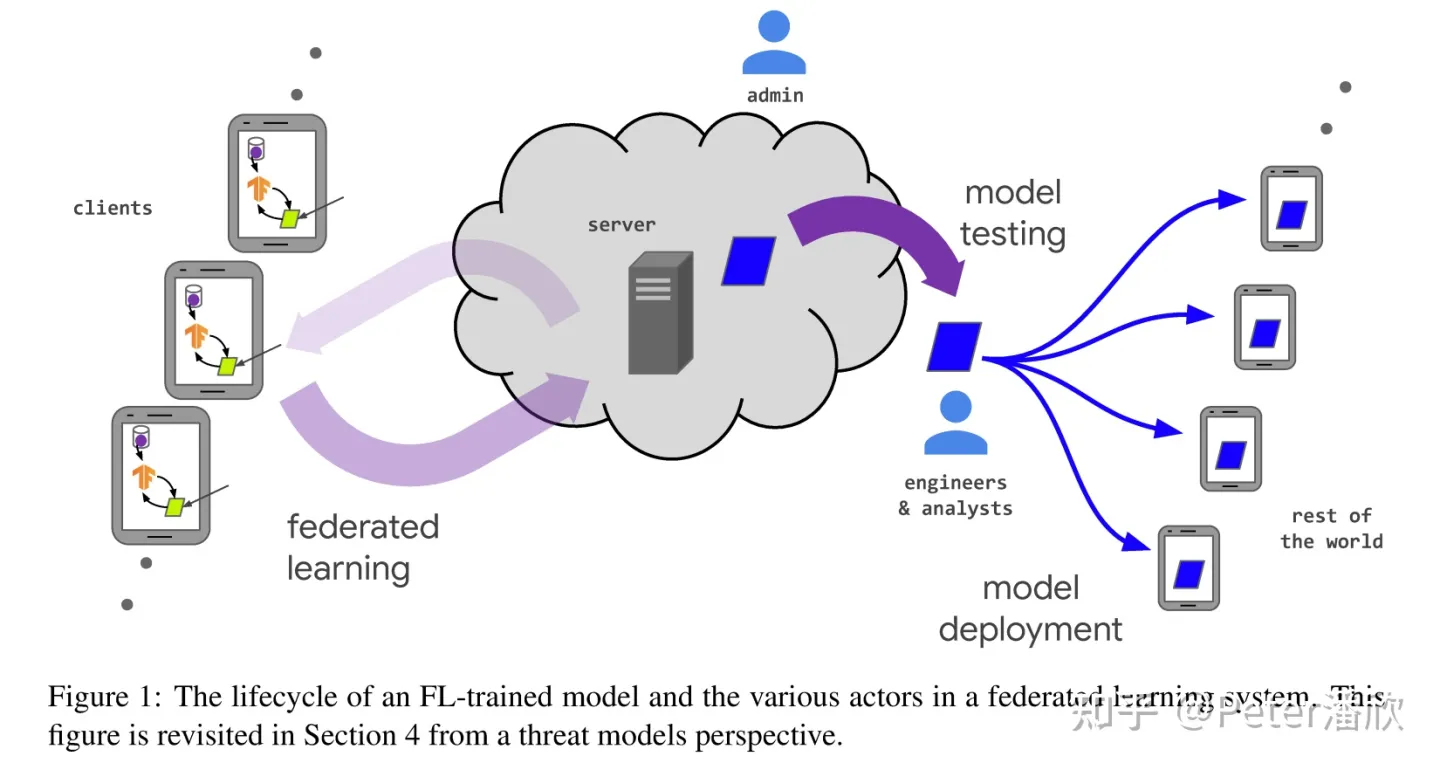 admin
clients
server
model
testing
engineers
& analysts
rest of
the world
federated
learning
model
deployment
Figure 1: The lifecycle of an FL-trained model and the various actors in a federated learning system. This
figure is revisited in Section 4 from a threat models perspective.
知乎 @Peter潘欣